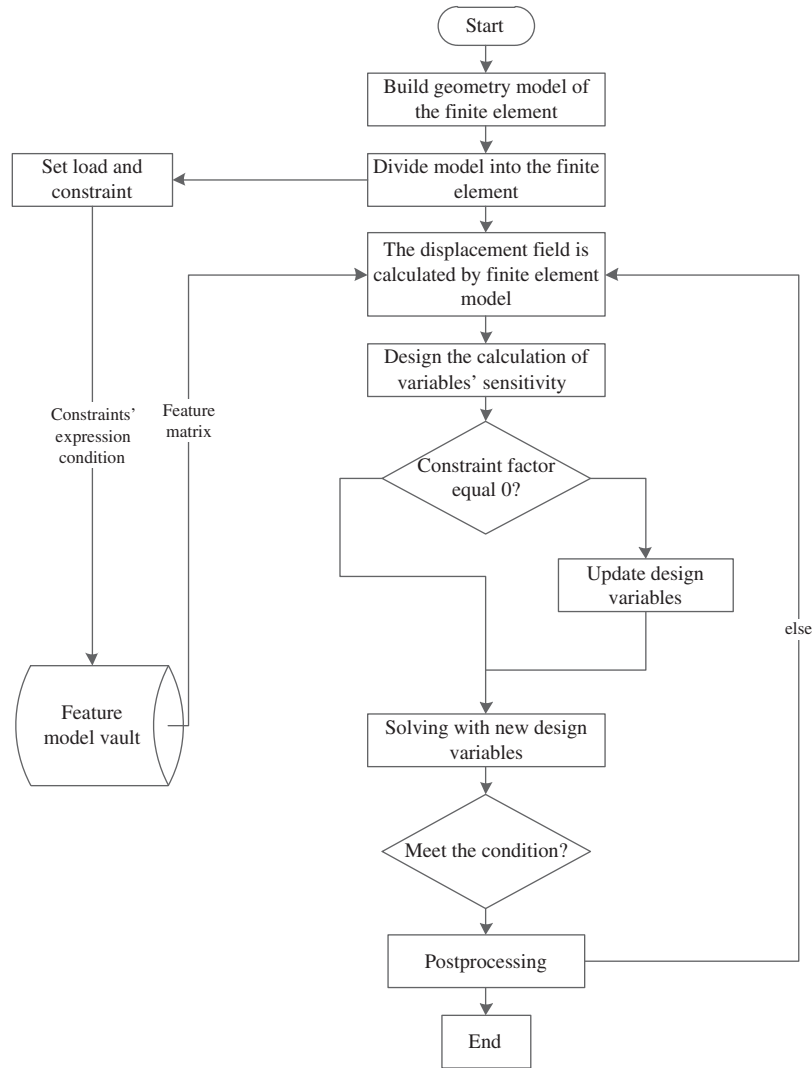 Start
Build geometry model of
the finite element
Set load and
constraint
Divide model into the finite
element
The displacement field is
calculated by finite element
model
Design the calculation of
variables’ sensitivity
Constraints’
expression
condition
Feature
matrix
Constraint factor
equal 0?
Update design
variables
else
Feature
model vault
Solving with new design
variables
Meet the condition?
Postprocessing
End